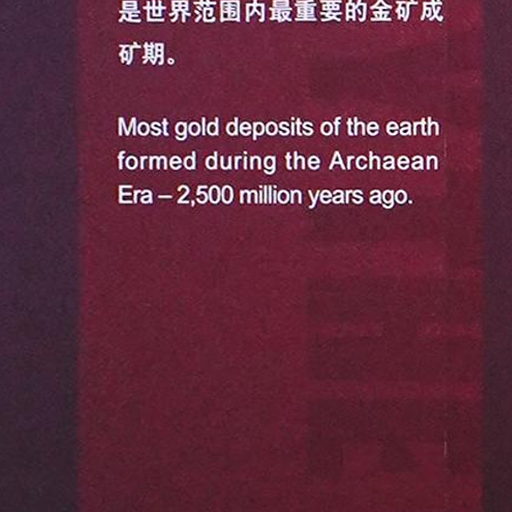 是世界范围内最重要的金矿成
矿期。
Most gold deposits of the earth
formed during the Archaean
Era – 2,500 million years ago.